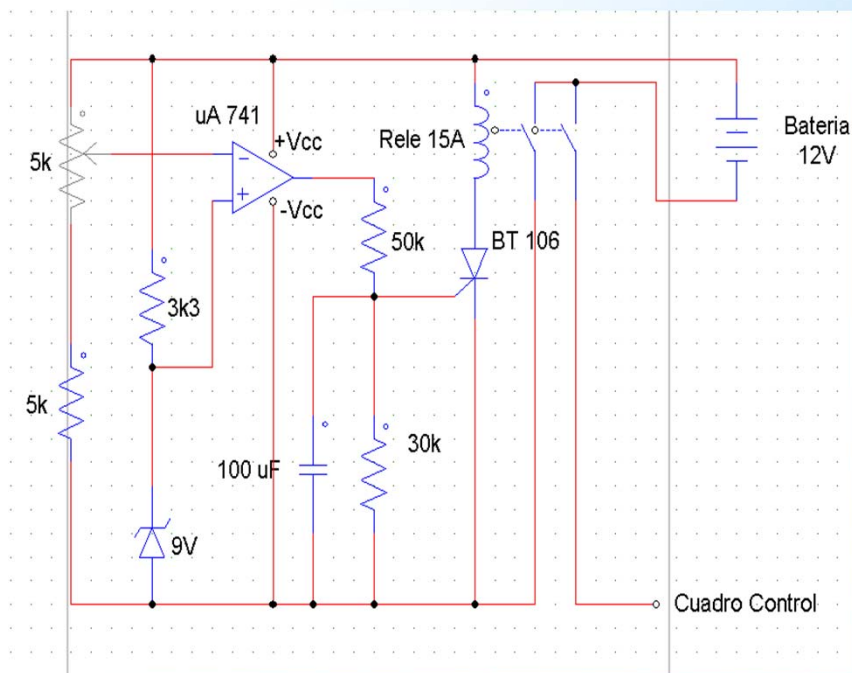 uA 741
+Vcc
Rele 15A
Bateria
12V
5k
-
+
-Vcc
50k
BT 106
3k3
5k
100 uF
30k
9V
Cuadro Control